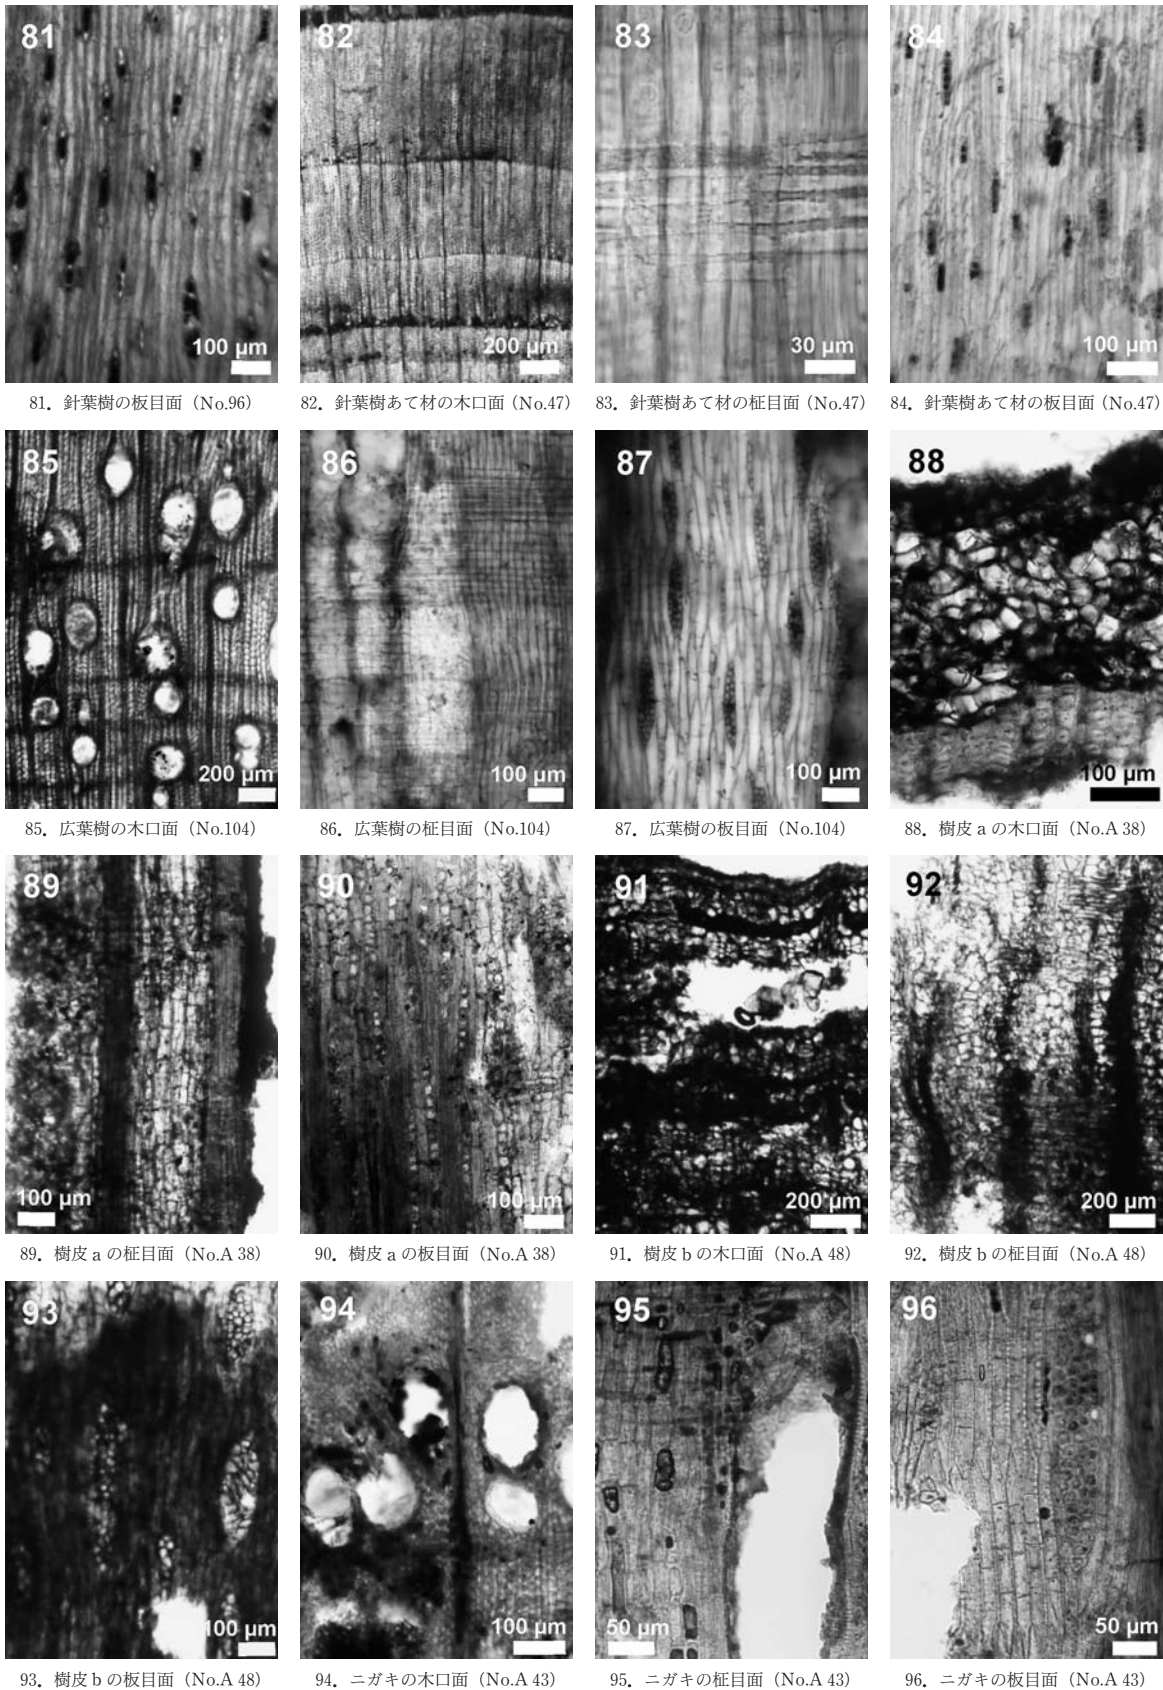 81
82
83
84
100 μm
200 μm
30 μm
100 μm
81．針葉樹の板目面（No.96）
82．針葉樹あて材の木口面（No.47）
83．針葉樹あて材の柾目面（No.47）
84．針葉樹あて材の板目面（No.47）
85
86
87
88
200 μm
100 μm
100 μm
100 μm
85．広葉樹の木口面（No.104）
86．広葉樹の柾目面（No.104）
87．広葉樹の板目面（No.104）
88．樹皮 a の木口面（No.A 38）
89
90
91
92
100 μm
100 μm
200 μm
200 μm
89．樹皮 a の柾目面（No.A 38）
90．樹皮 a の板目面（No.A 38）
91．樹皮 b の木口面（No.A 48）
92．樹皮 b の柾目面（No.A 48）
93
94
95
96
100 μm
100 μm
50 μm
50 μm
93．樹皮 b の板目面（No.A 48）
94．ニガキの木口面（No.A 43）
95．ニガキの柾目面（No.A 43）
96．ニガキの板目面（No.A 43）